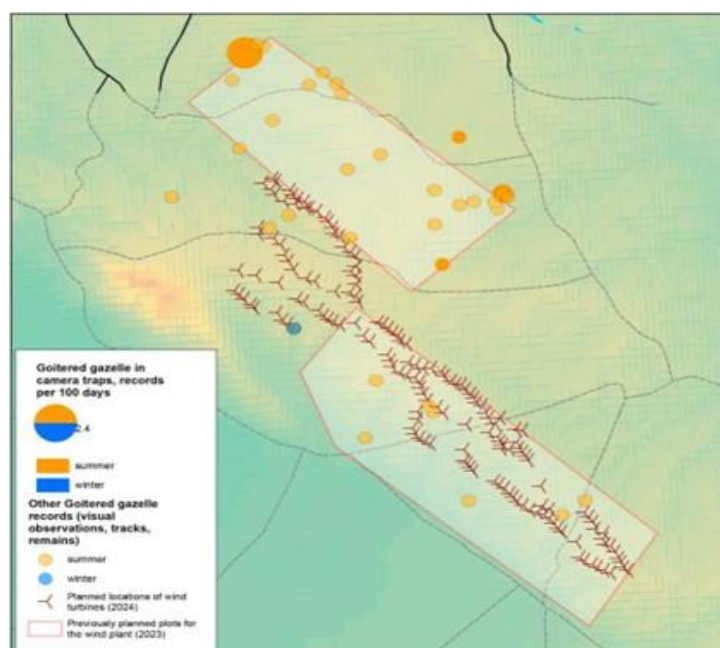 Goitered gazelle in
camera traps, records
per 100 days
2.4
summer
winter
Other Goitered gazelle
records (visual
observations, tracks,
remains)
summer
winter
Planned locations of wind
turbines (2024)
Previously planned plots for
the wind plant (2023)